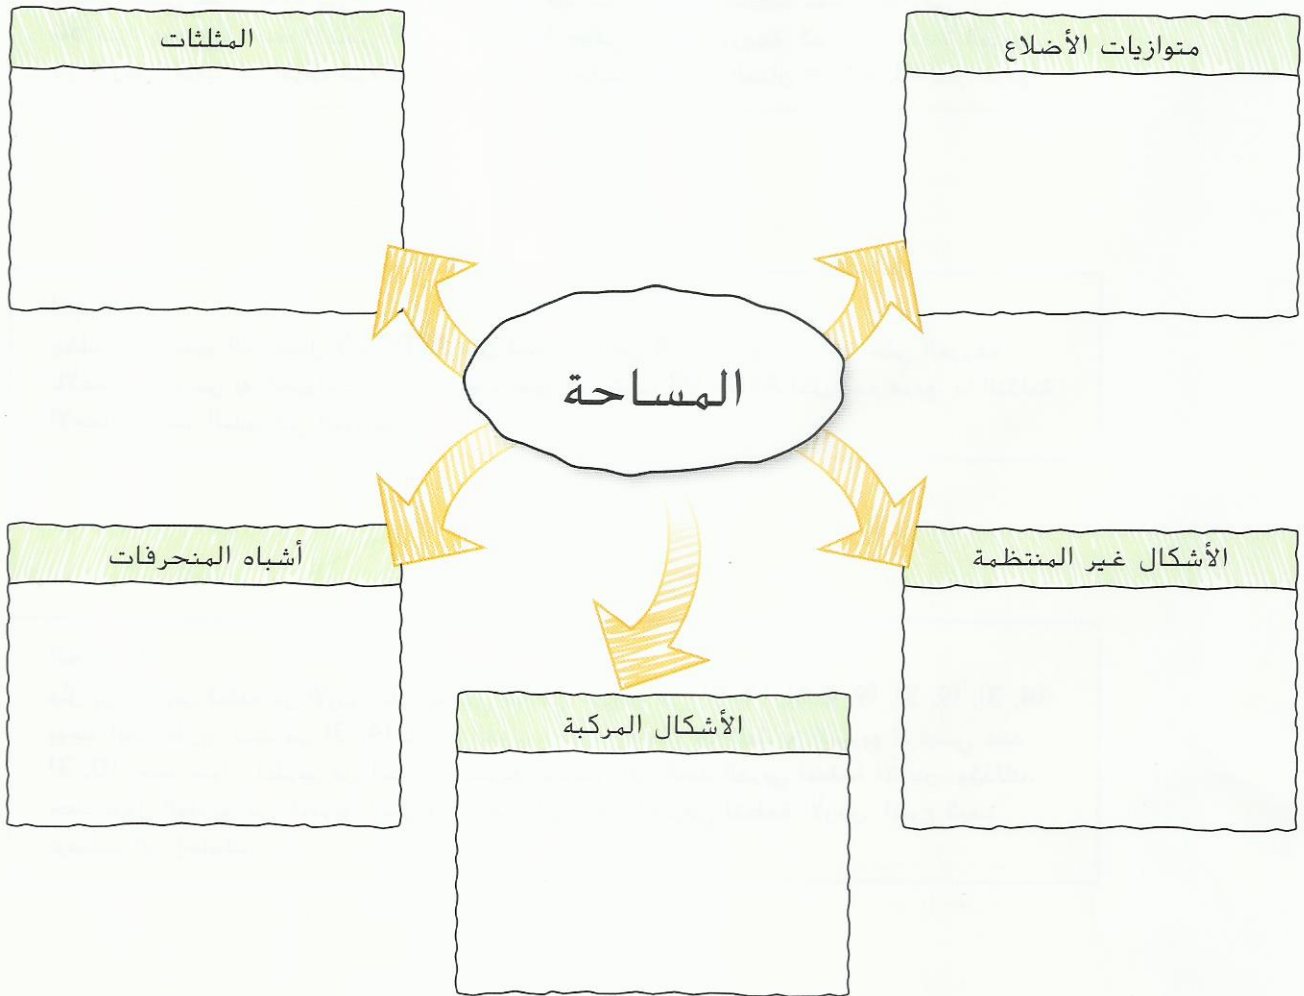 متوازيات الأضلاع
المثلثات
المساحة
الأشكال غير المنتظمة
أشباه المنحرفات
الأشكال المركبة